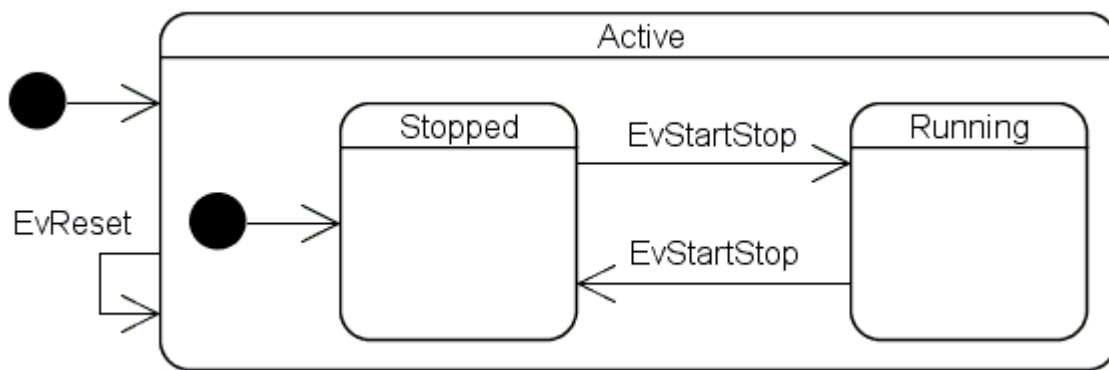 Active
Stopped
EvStartStop
Running
EvReset
EvStartStop